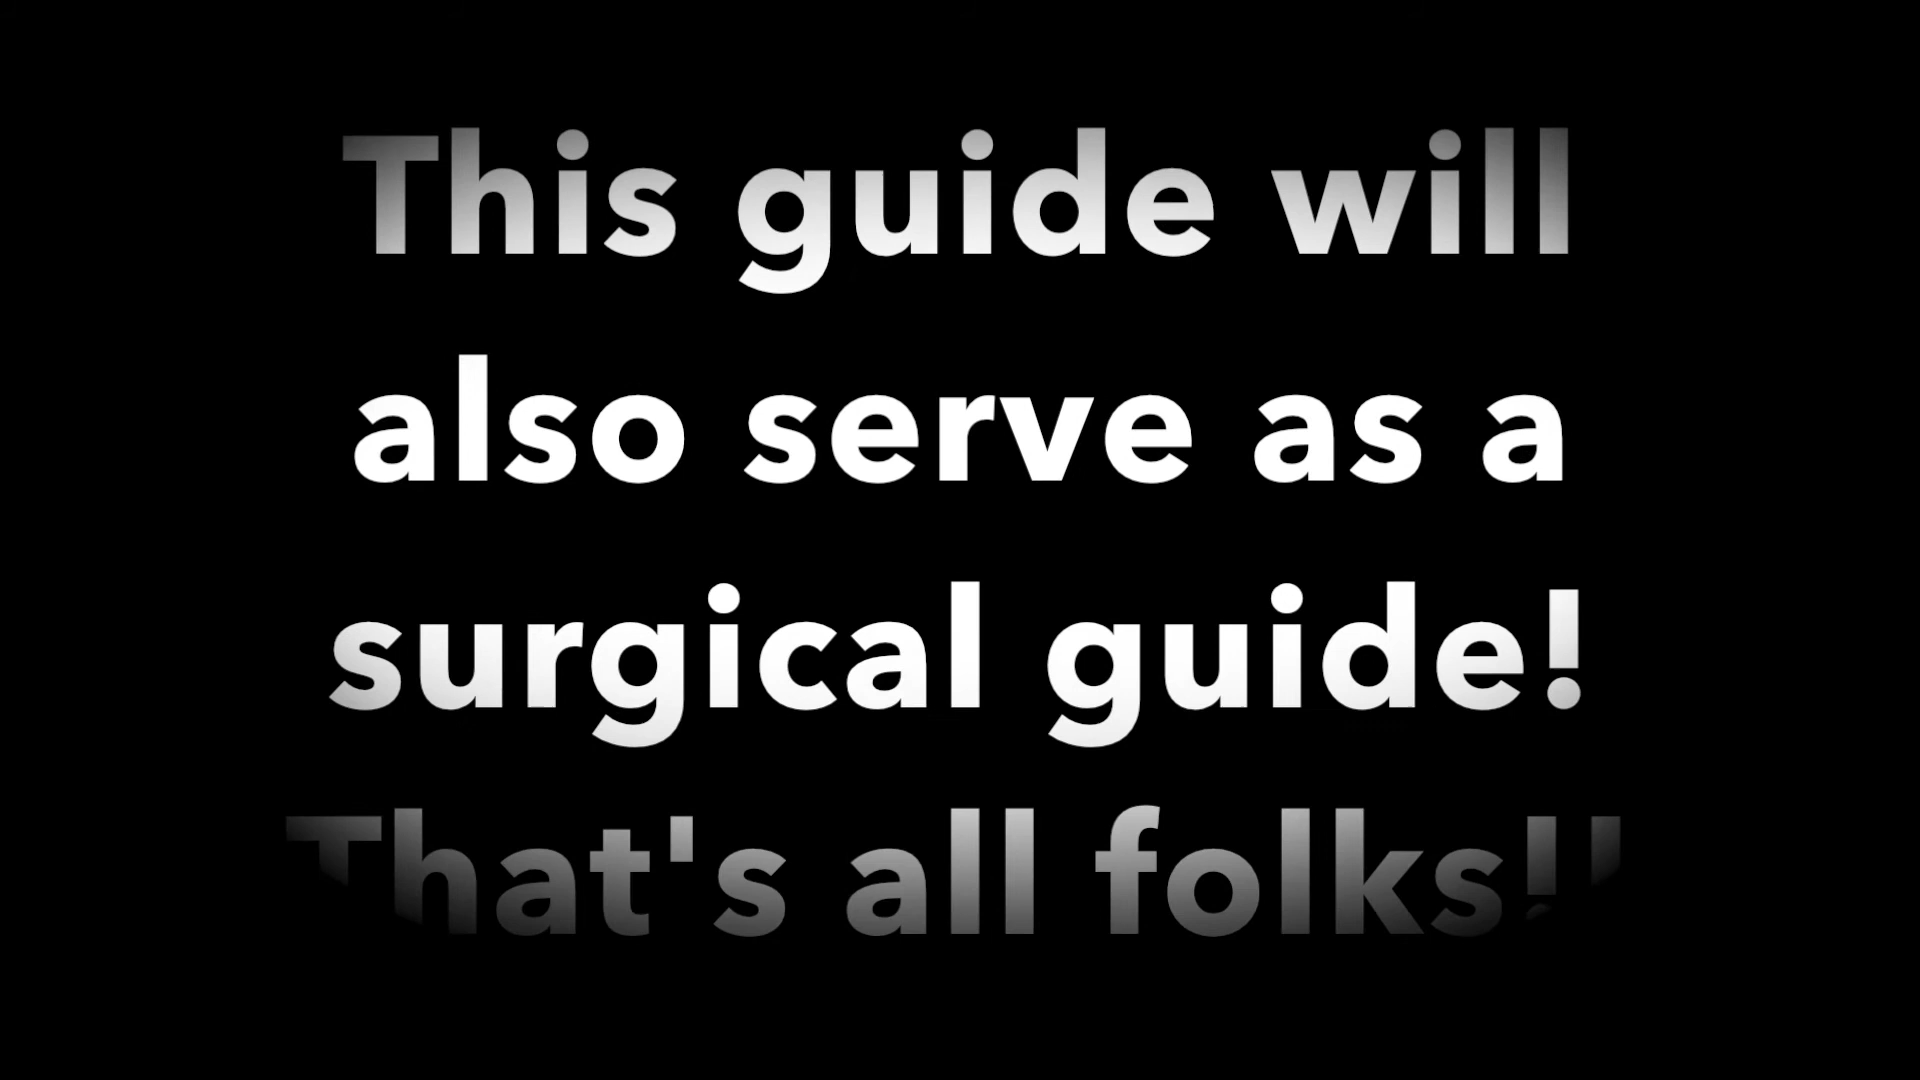 This guide will
also serve as a
surgical guide!
That's all folks!!